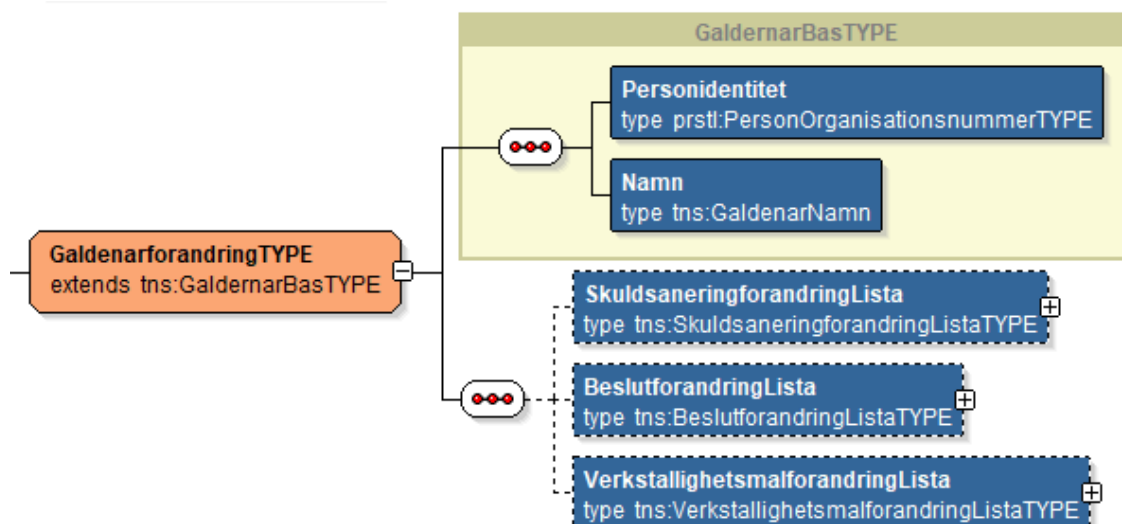 GaldernarBasTYPE
Personidentitet
type prstl:PersonOrganisationsnummerTYPE
Namn
type tns:GaldenarNamn
GaldenarforandringTYPE
extends tns:GaldernarBasTYPE
SkuldsaneringforandringLista
type tns:SkuldsaneringforandringListaTYPE
BeslutforandringLista
type tns:BeslutforandringListaTYPE
VerkstallighetsmalforandringLista
type tns:VerkstallighetsmalforandringListaTYPE